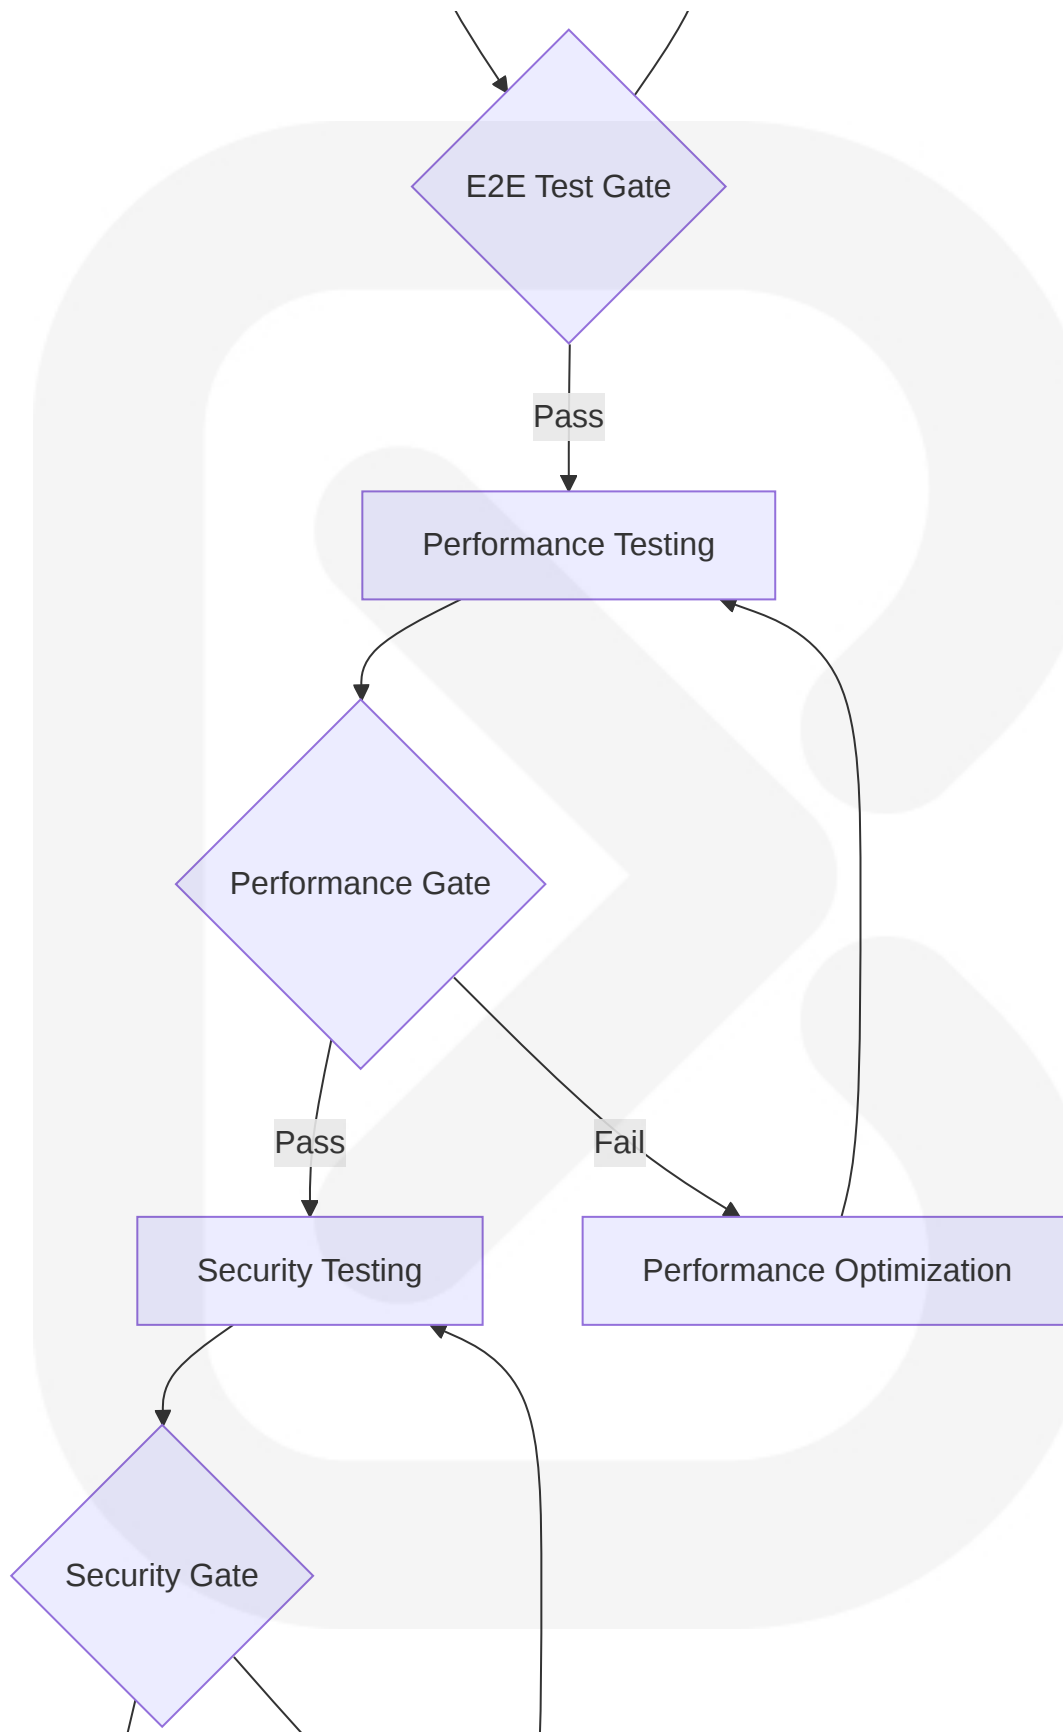 E2E Test Gate
Pass
Performance Testing
Performance Gate
Pass
Fail
Security Testing
Performance Optimization
Security Gate